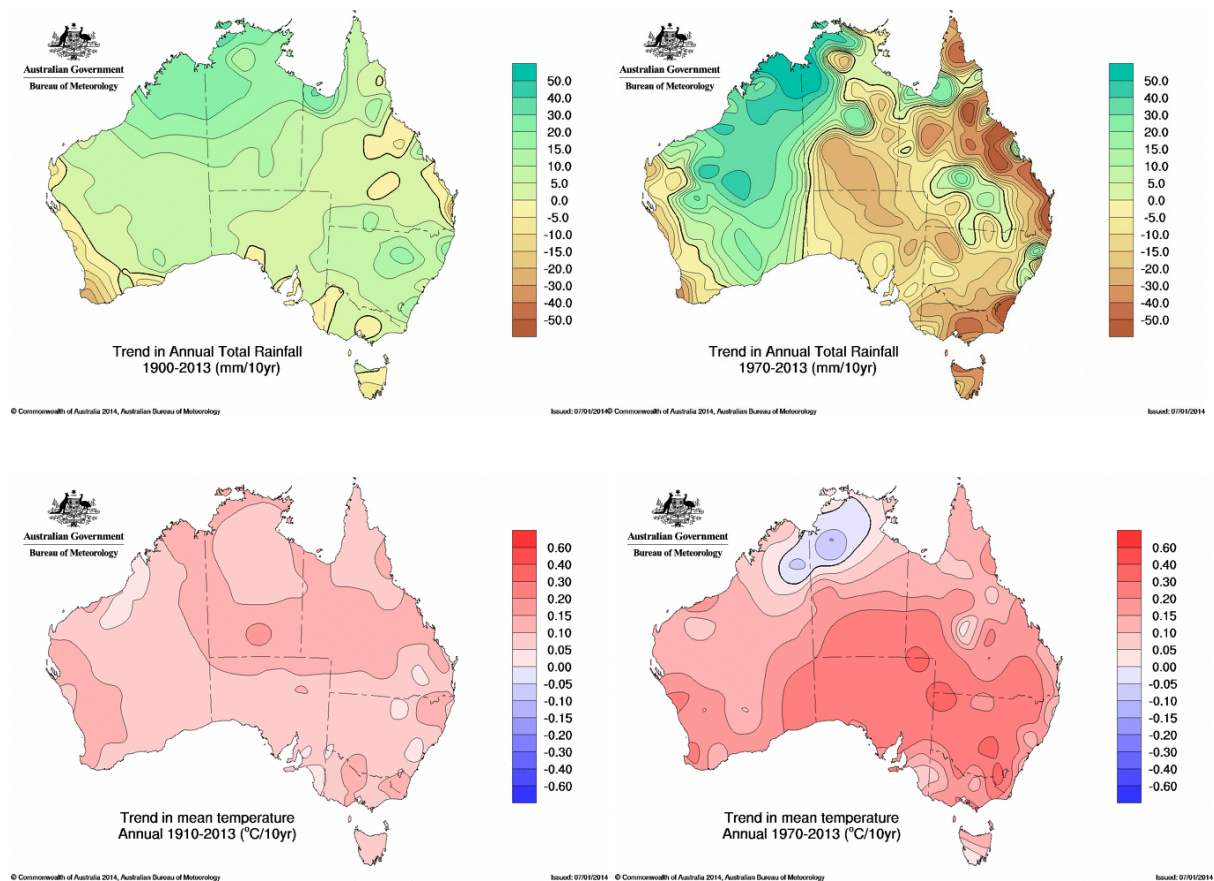 Australian Government
Bureau of Meteorology
50.0
40.0
30.0
20.0
15.0
10.0
5.0
0.0
-5.0
-10.0
-15.0
-20.0
-30.0
-40.0
-50.0
Trend in Annual Total Rainfall
1900-2013 (mm/10yr)
© Commonwealth of Australia 2014, Australian Bureau of Meteorology
Issued: 07/01/2014
Australian Government
Bureau of Meteorology
50.0
40.0
30.0
20.0
15.0
10.0
5.0
0.0
-5.0
-10.0
-15.0
-20.0
-30.0
-40.0
-50.0
Trend in Annual Total Rainfall
1970-2013 (mm/10yr)
© Commonwealth of Australia 2014, Australian Bureau of Meteorology
Issued: 07/01/2014
Australian Government
Bureau of Meteorology
0.60
0.40
0.30
0.20
0.15
0.10
0.05
0.00
-0.05
-0.10
-0.15
-0.20
-0.30
-0.40
-0.60
Trend in mean temperature
Annual 1910-2013 (°C/10yr)
© Commonwealth of Australia 2014, Australian Bureau of Meteorology
Issued: 07/01/2014
Australian Government
Bureau of Meteorology
0.60
0.40
0.30
0.20
0.15
0.10
0.05
0.00
-0.05
-0.10
-0.15
-0.20
-0.30
-0.40
-0.60
Trend in mean temperature
Annual 1970-2013 (°C/10yr)
© Commonwealth of Australia 2014, Australian Bureau of Meteorology
Issued: 07/01/2014